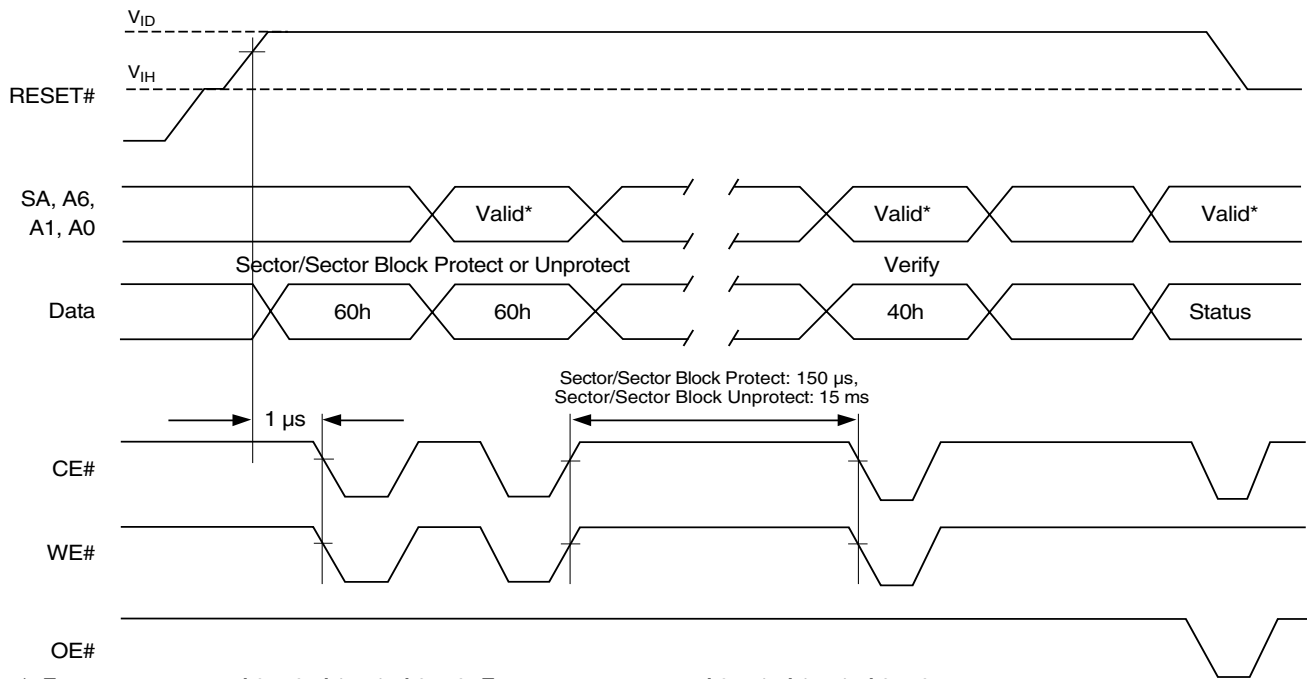 VID
VIH
RESET#
SA, A6,
A1, A0
Valid*
Valid*
Valid*
Sector/Sector Block Protect or Unprotect
Verify
Data
60h
60h
40h
Status
Sector/Sector Block Protect: 150 µs,
Sector/Sector Block Unprotect: 15 ms
1 µs
CE#
WE#
OE#